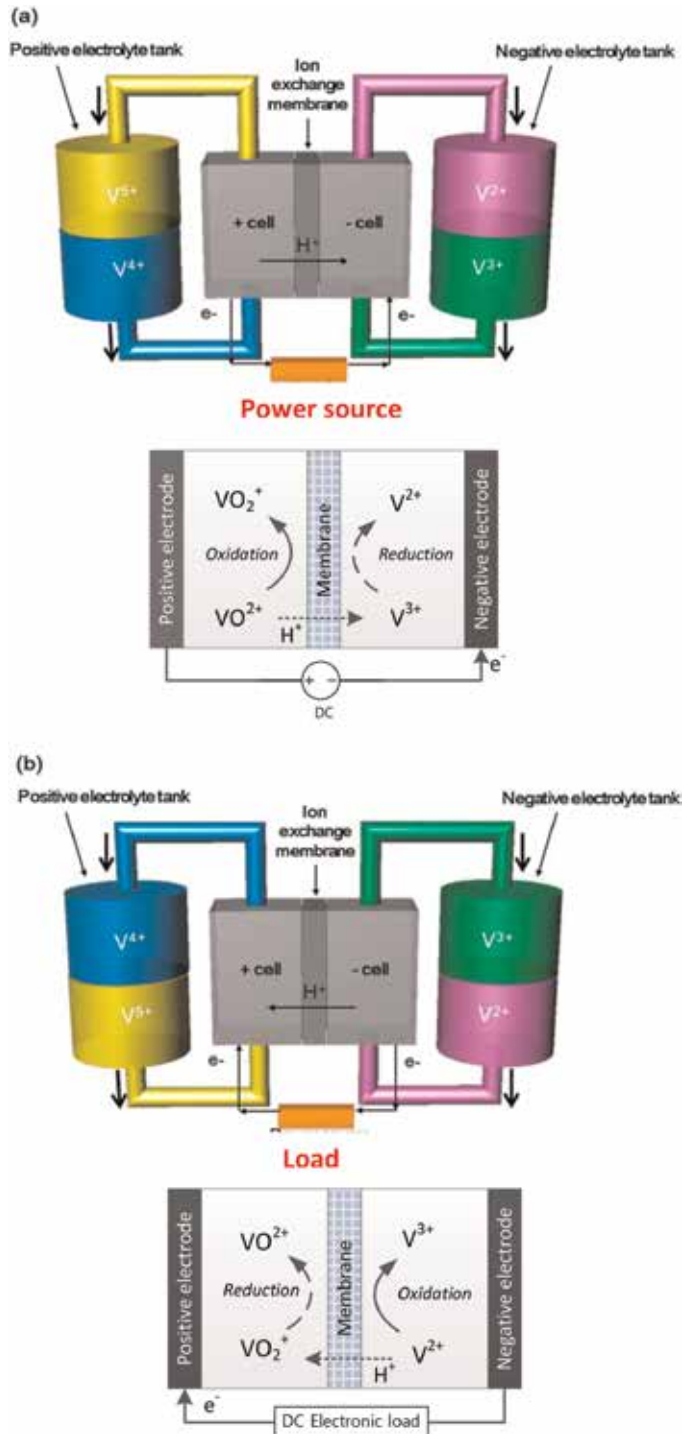 (a)
Positive electrolyte tank
Negative electrolyte tank
Ion
exchange
membrane
V⁵⁺
V²⁺
+ cell
- cell
H⁺
V⁴⁺
V³⁺
e-
e-
Power source
Positive electrode
VO₂⁺
Oxidation
VO²⁺
H⁺
Membrane
V²⁺
Reduction
V³⁺
Negative electrode
e⁻
+ −
DC
(b)
Positive electrolyte tank
Negative electrolyte tank
Ion
exchange
membrane
V⁴⁺
V³⁺
+ cell
- cell
H⁺
V⁵⁺
V²⁺
e-
e-
Load
Positive electrode
VO²⁺
Reduction
VO₂⁺
Membrane
V³⁺
Oxidation
V²⁺
H⁺
Negative electrode
e⁻
DC Electronic load